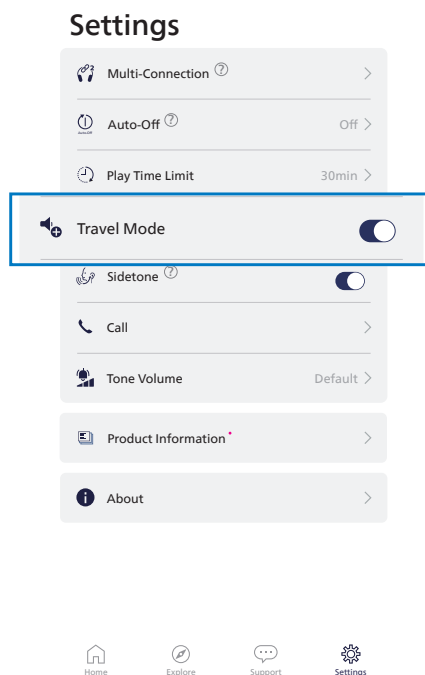 Settings
Multi-Connection ?
Auto-Off ?
Off
Play Time Limit
30min
Travel Mode
Sidetone ?
Call
Tone Volume
Default
Product Information
About
Home
Explore
Support
Settings